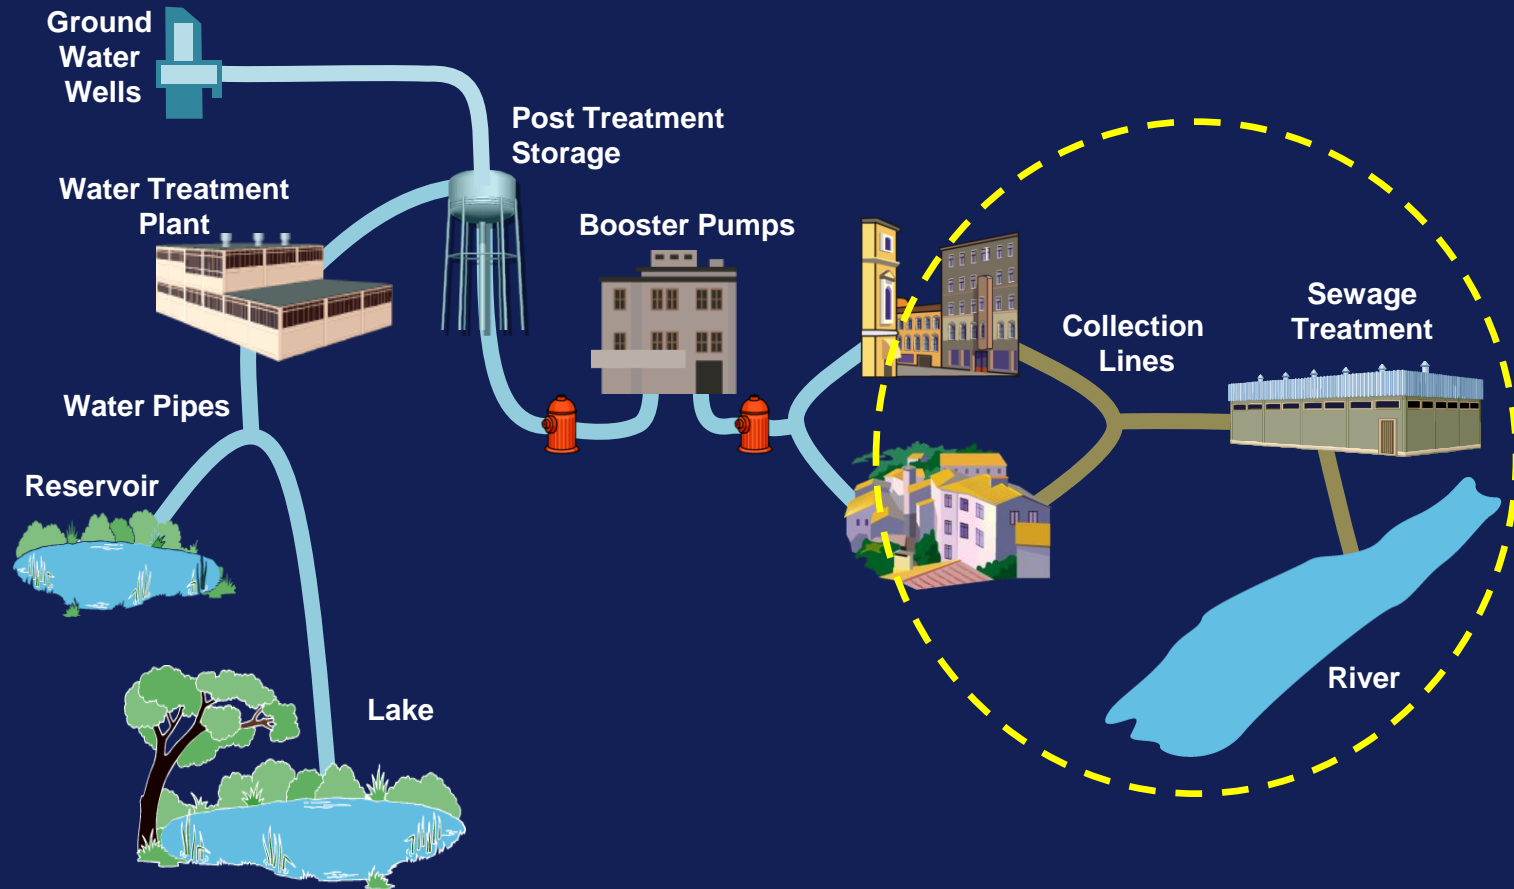 Ground
Water
Wells
Post Treatment
Storage
Water Treatment
Plant
Booster Pumps
Collection
Lines
Sewage
Treatment
Water Pipes
Reservoir
Lake
River